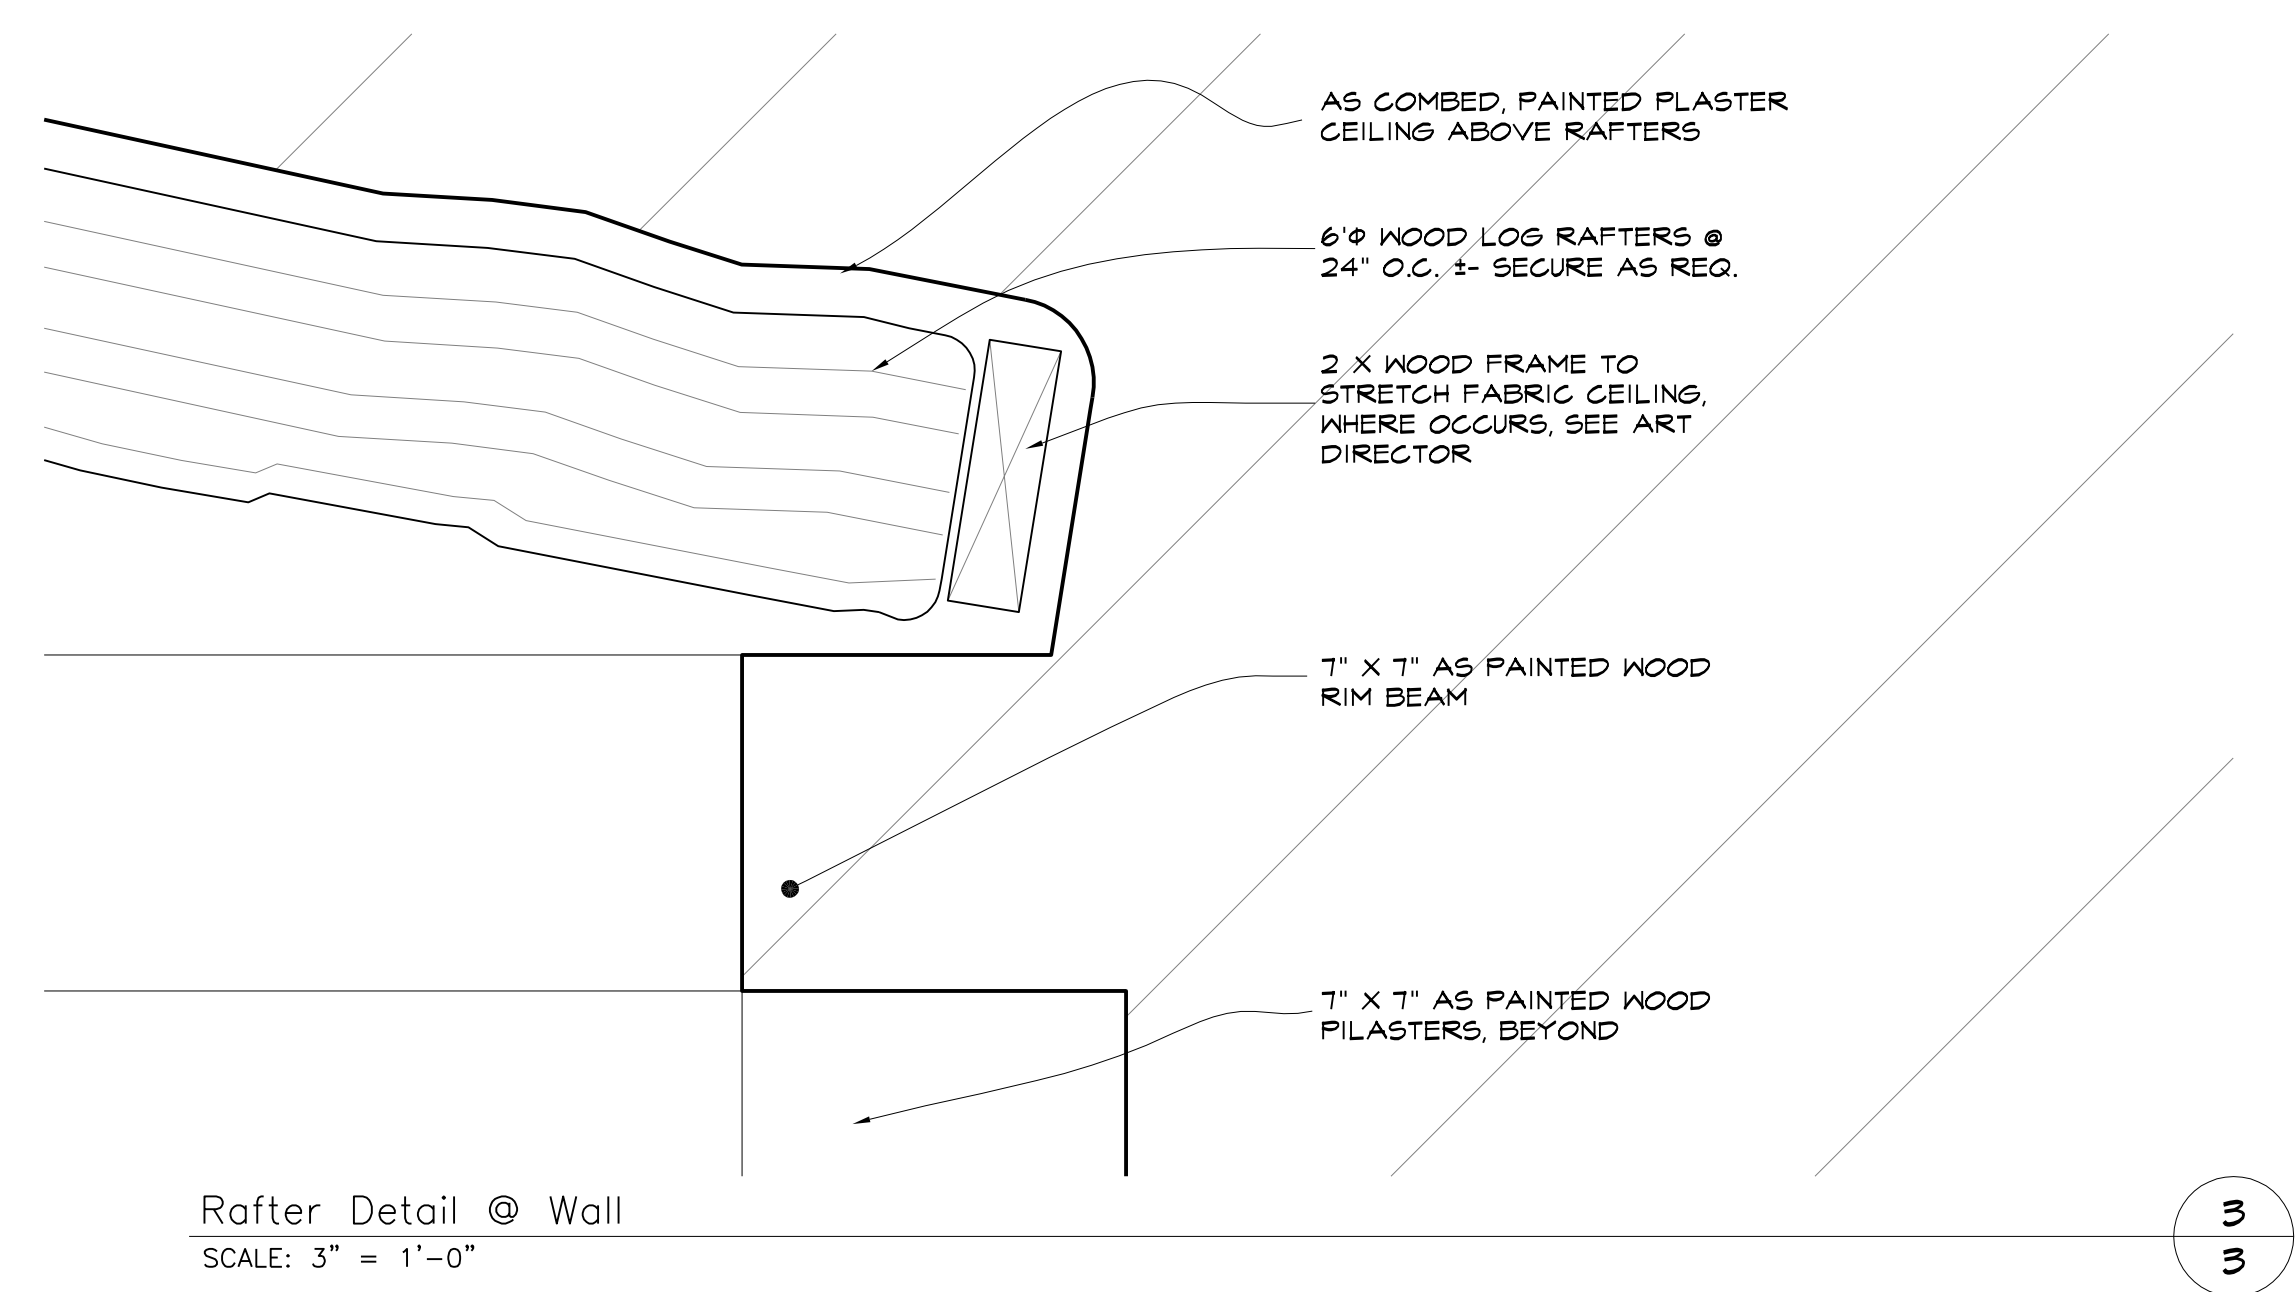 AS COMBED, PAINTED PLASTER
CEILING ABOVE RAFTERS
6'Φ WOOD LOG RAFTERS @
24" O.C. ±- SECURE AS REQ.
2 X WOOD FRAME TO
STRETCH FABRIC CEILING,
WHERE OCCURS, SEE ART
DIRECTOR
7" X 7" AS PAINTED WOOD
RIM BEAM
7" X 7" AS PAINTED WOOD
PILASTERS, BEYOND
Rafter Detail @ Wall
SCALE: 3” = 1’-0”
3
3